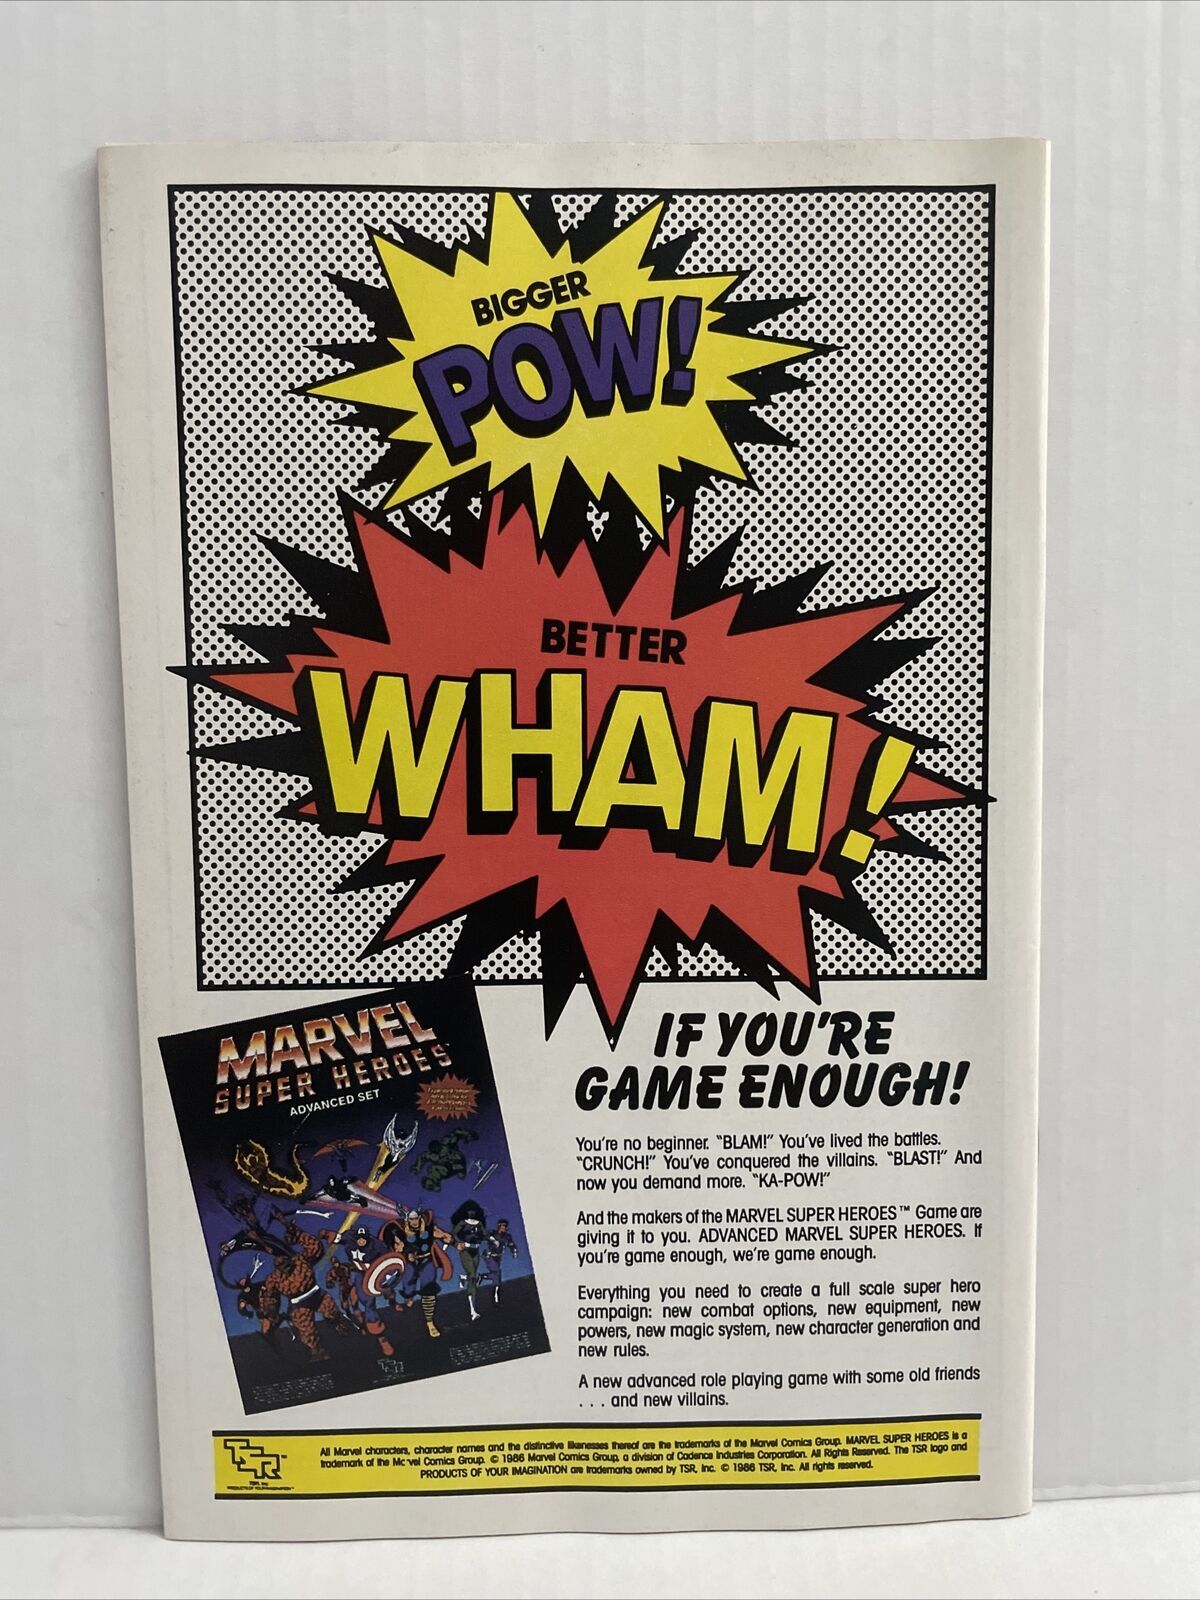 BIGGER
POW!
BETTER
WHAM!
MARVEL
SUPER HEROES
ADVANCED SET
IF YOU'RE
GAME ENOUGH!
You're no beginner. "BLAM!" You've lived the battles.
"CRUNCH!" You've conquered the villains. "BLAST!" And
now you demand more. "KA-POW!"
And the makers of the MARVEL SUPER HEROES™ Game are
giving it to you. ADVANCED MARVEL SUPER HEROES. If
you're game enough, we're game enough.
Everything you need to create a full scale super hero
campaign: new combat options, new equipment, new
powers, new magic system, new character generation and
new rules.
A new advanced role playing game with some old friends
. . . and new villains.
TSR™
TSR, Inc.
PRODUCTS OF YOUR IMAGINATION™
All Marvel characters, character names and the distinctive likenesses thereof are the trademarks of the Marvel Comics Group. MARVEL SUPER HEROES is a
trademark of the Marvel Comics Group. © 1986 Marvel Comics Group, a division of Cadence Industries Corporation. All Rights Reserved. The TSR logo and
PRODUCTS OF YOUR IMAGINATION are trademarks owned by TSR, Inc. © 1986 TSR, Inc. All rights reserved.